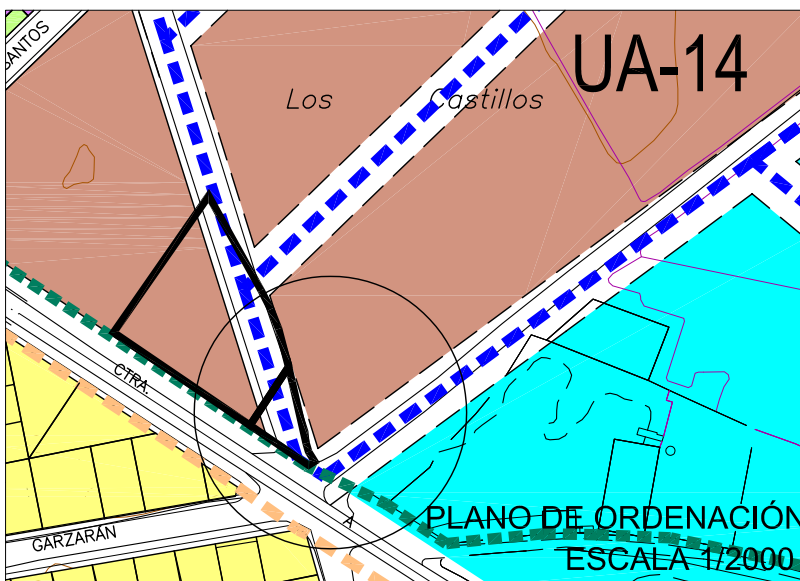 SANTOS
UA-14
Los Castillos
CTRA.
A
GARZARÁN
PLANO DE ORDENACIÓN
ESCALA 1/2000